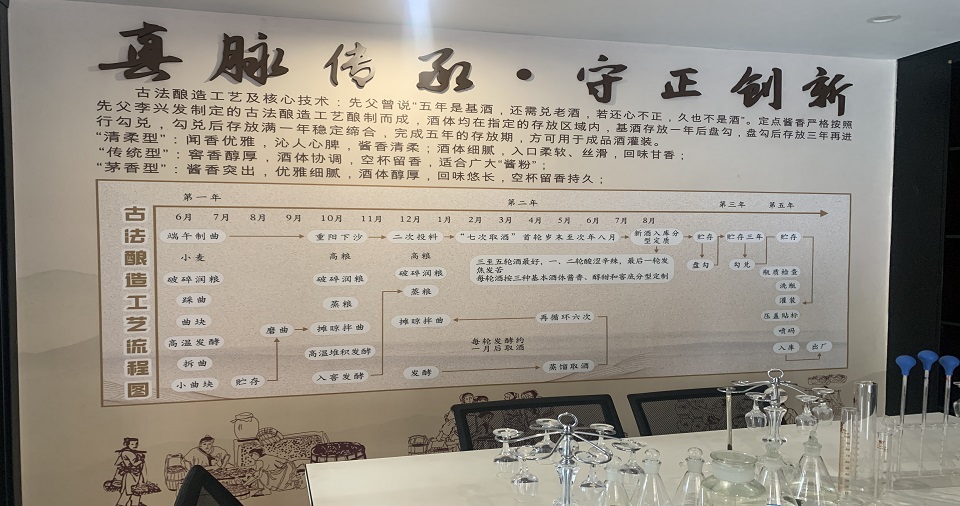 真脉传承·守正创新
古法酿造工艺及核心技术：先父曾说“五年是基酒，还需兑老酒，若还心不正，久也不是酒”。定点酱香严格按照
先父李兴发制定的古法酿造工艺酿制而成，酒体均在指定的存放区域内，基酒存放一年后盘勾，盘勾后存放三年再进
行勾兑，勾兑后存放满一年稳定缔合，完成五年的存放期，方可用于成品酒灌装。
“清柔型”：闻香优雅，沁人心脾，酱香清柔；酒体细腻，入口柔软、丝滑，回味甘香；
“传统型”：窖香醇厚，酒体协调，空杯留香，适合广大“酱粉”；
“茅香型”：酱香突出，优雅细腻，酒体醇厚，回味悠长，空杯留香持久；
古法酿造工艺流程图
第一年 第二年 第三年 第五年
6月 7月 8月 9月 10月 11月 12月 1月 2月 3月 4月 5月 6月 7月 8月
端午制曲
小麦
破碎润粮
踩曲
曲块
高温发酵
拆曲
小曲块
贮存
磨曲
重阳下沙
高粮
破碎润粮
蒸粮
摊晾拌曲
高温堆积发酵
入窖发酵
二次投料
高粮
破碎润粮
蒸粮
摊晾拌曲
发酵
“七次取酒”首轮岁末至次年八月
三至五轮酒最好，一、二轮酸涩辛辣，最后一轮发
焦发苦
每轮酒按三种基本酒体酱香、醇甜和窖底分型定制
再循环六次
每轮发酵约
一月后取酒
蒸馏取酒
新酒入库分
型定质
贮存
盘勾
贮存三年
勾兑
贮存
瓶质检查
洗瓶
灌装
压盖贴标
喷码
入库
出厂